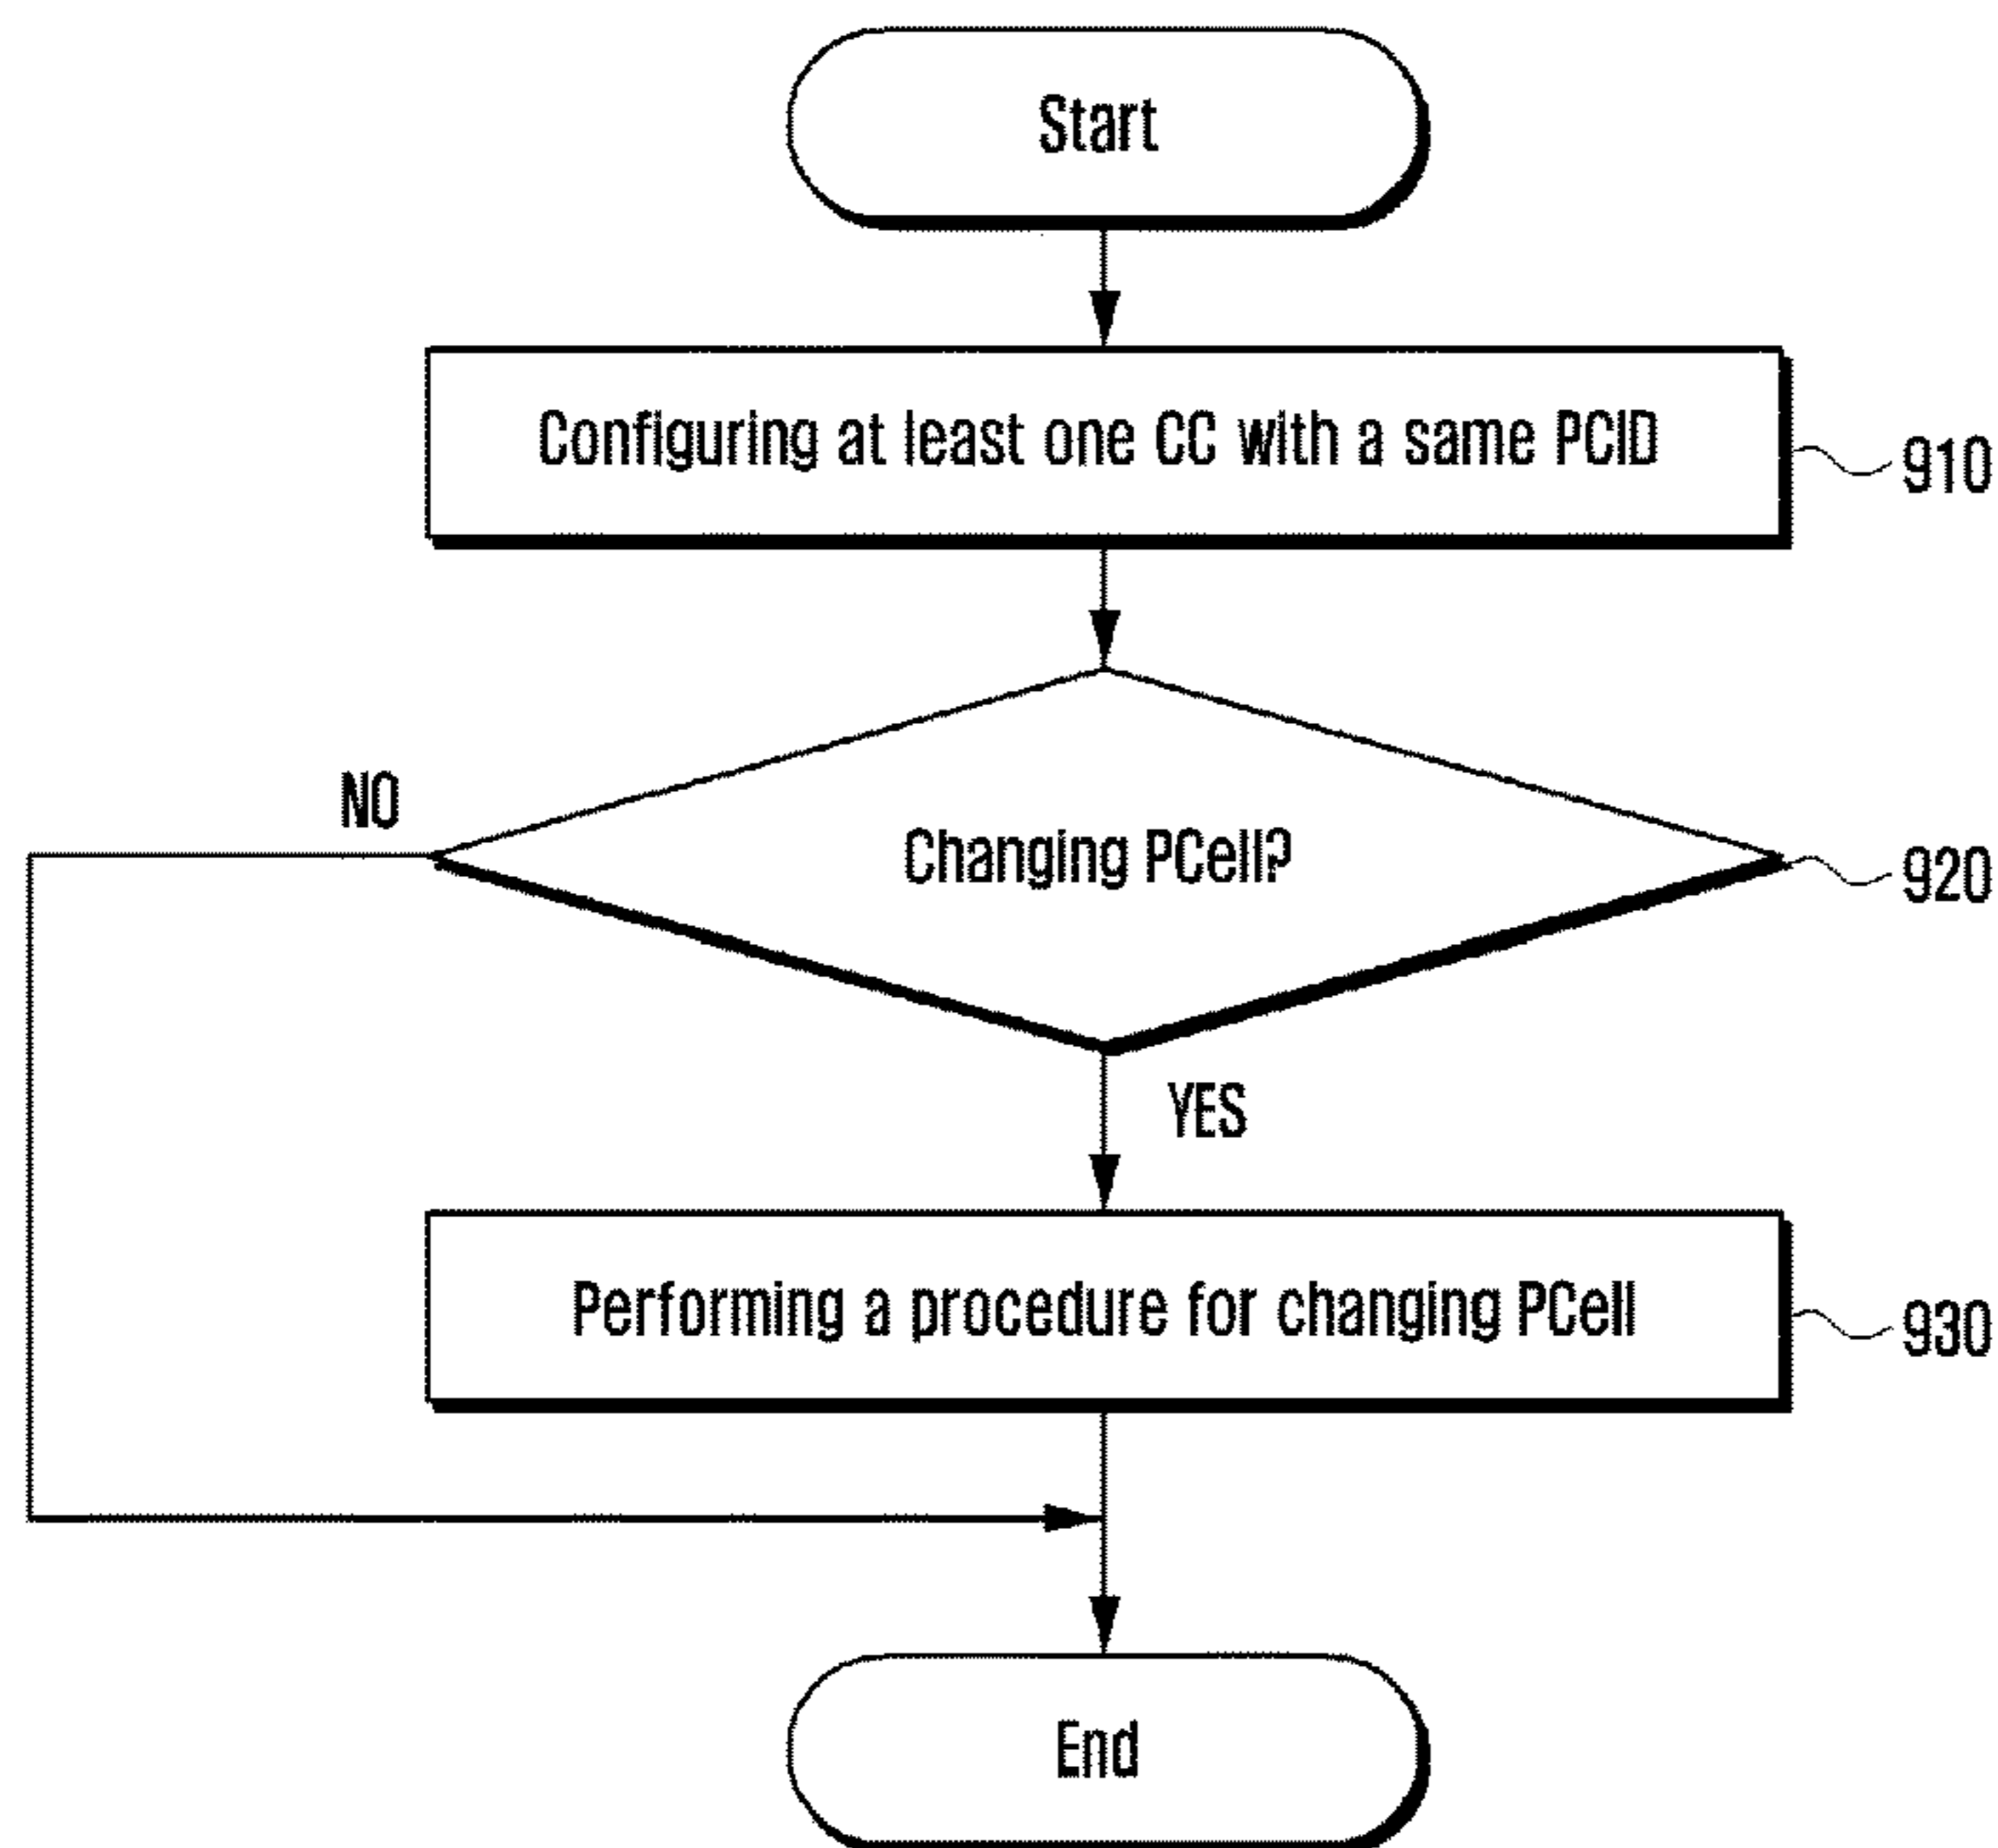 Start
Configuring at least one CC with a same PCID
910
NO
Changing PCell?
920
YES
Performing a procedure for changing PCell
930
End